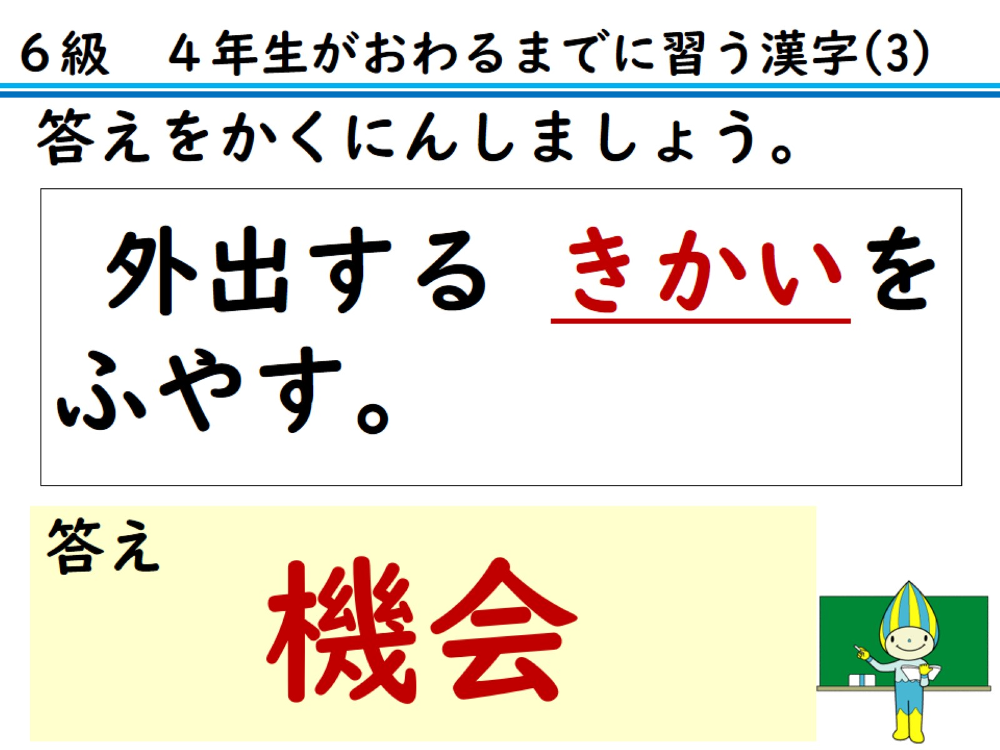 ６級　４年生がおわるまでに習う漢字(3)
答えをかくにんしましょう。
外出する きかいを
ふやす。
答え
機会